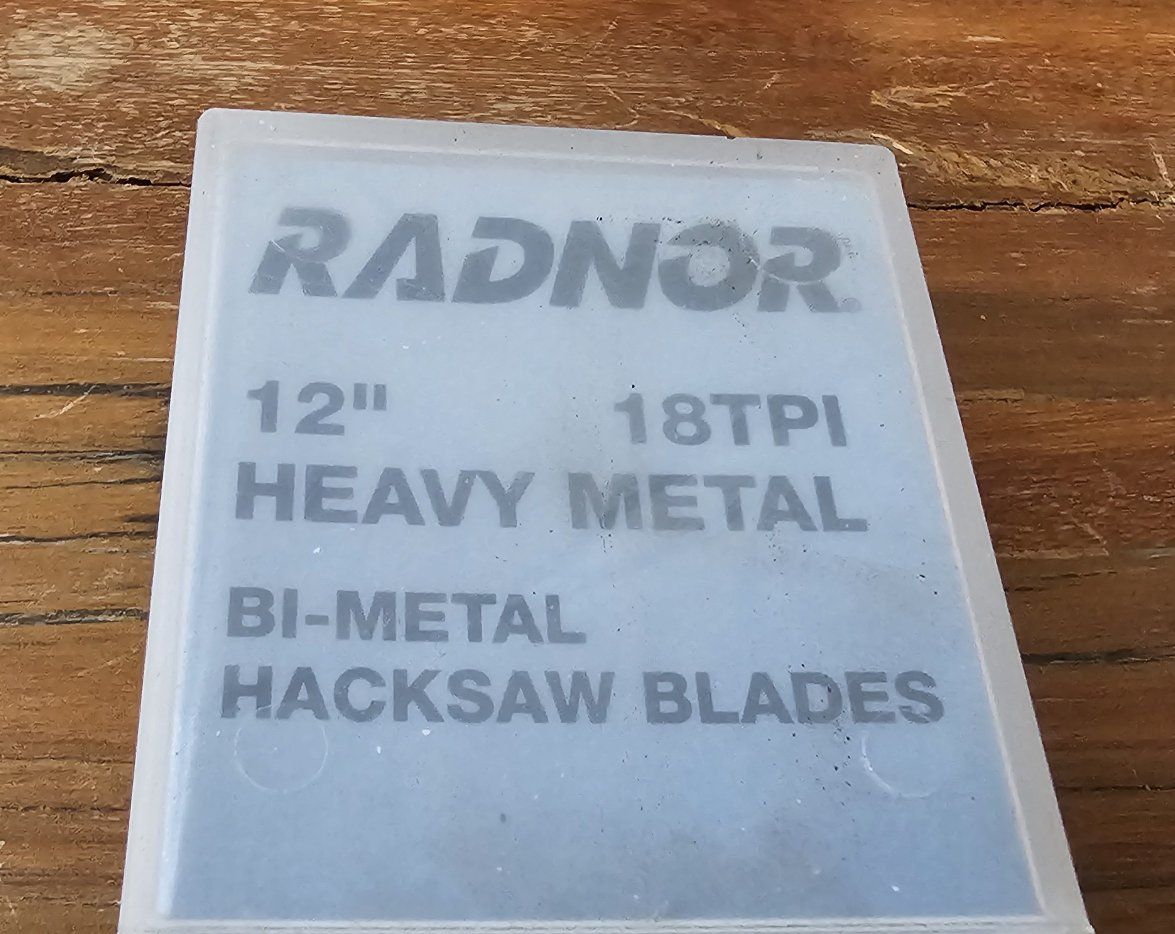 RADNOR®
12" 18TPI
HEAVY METAL
BI-METAL
HACKSAW BLADES